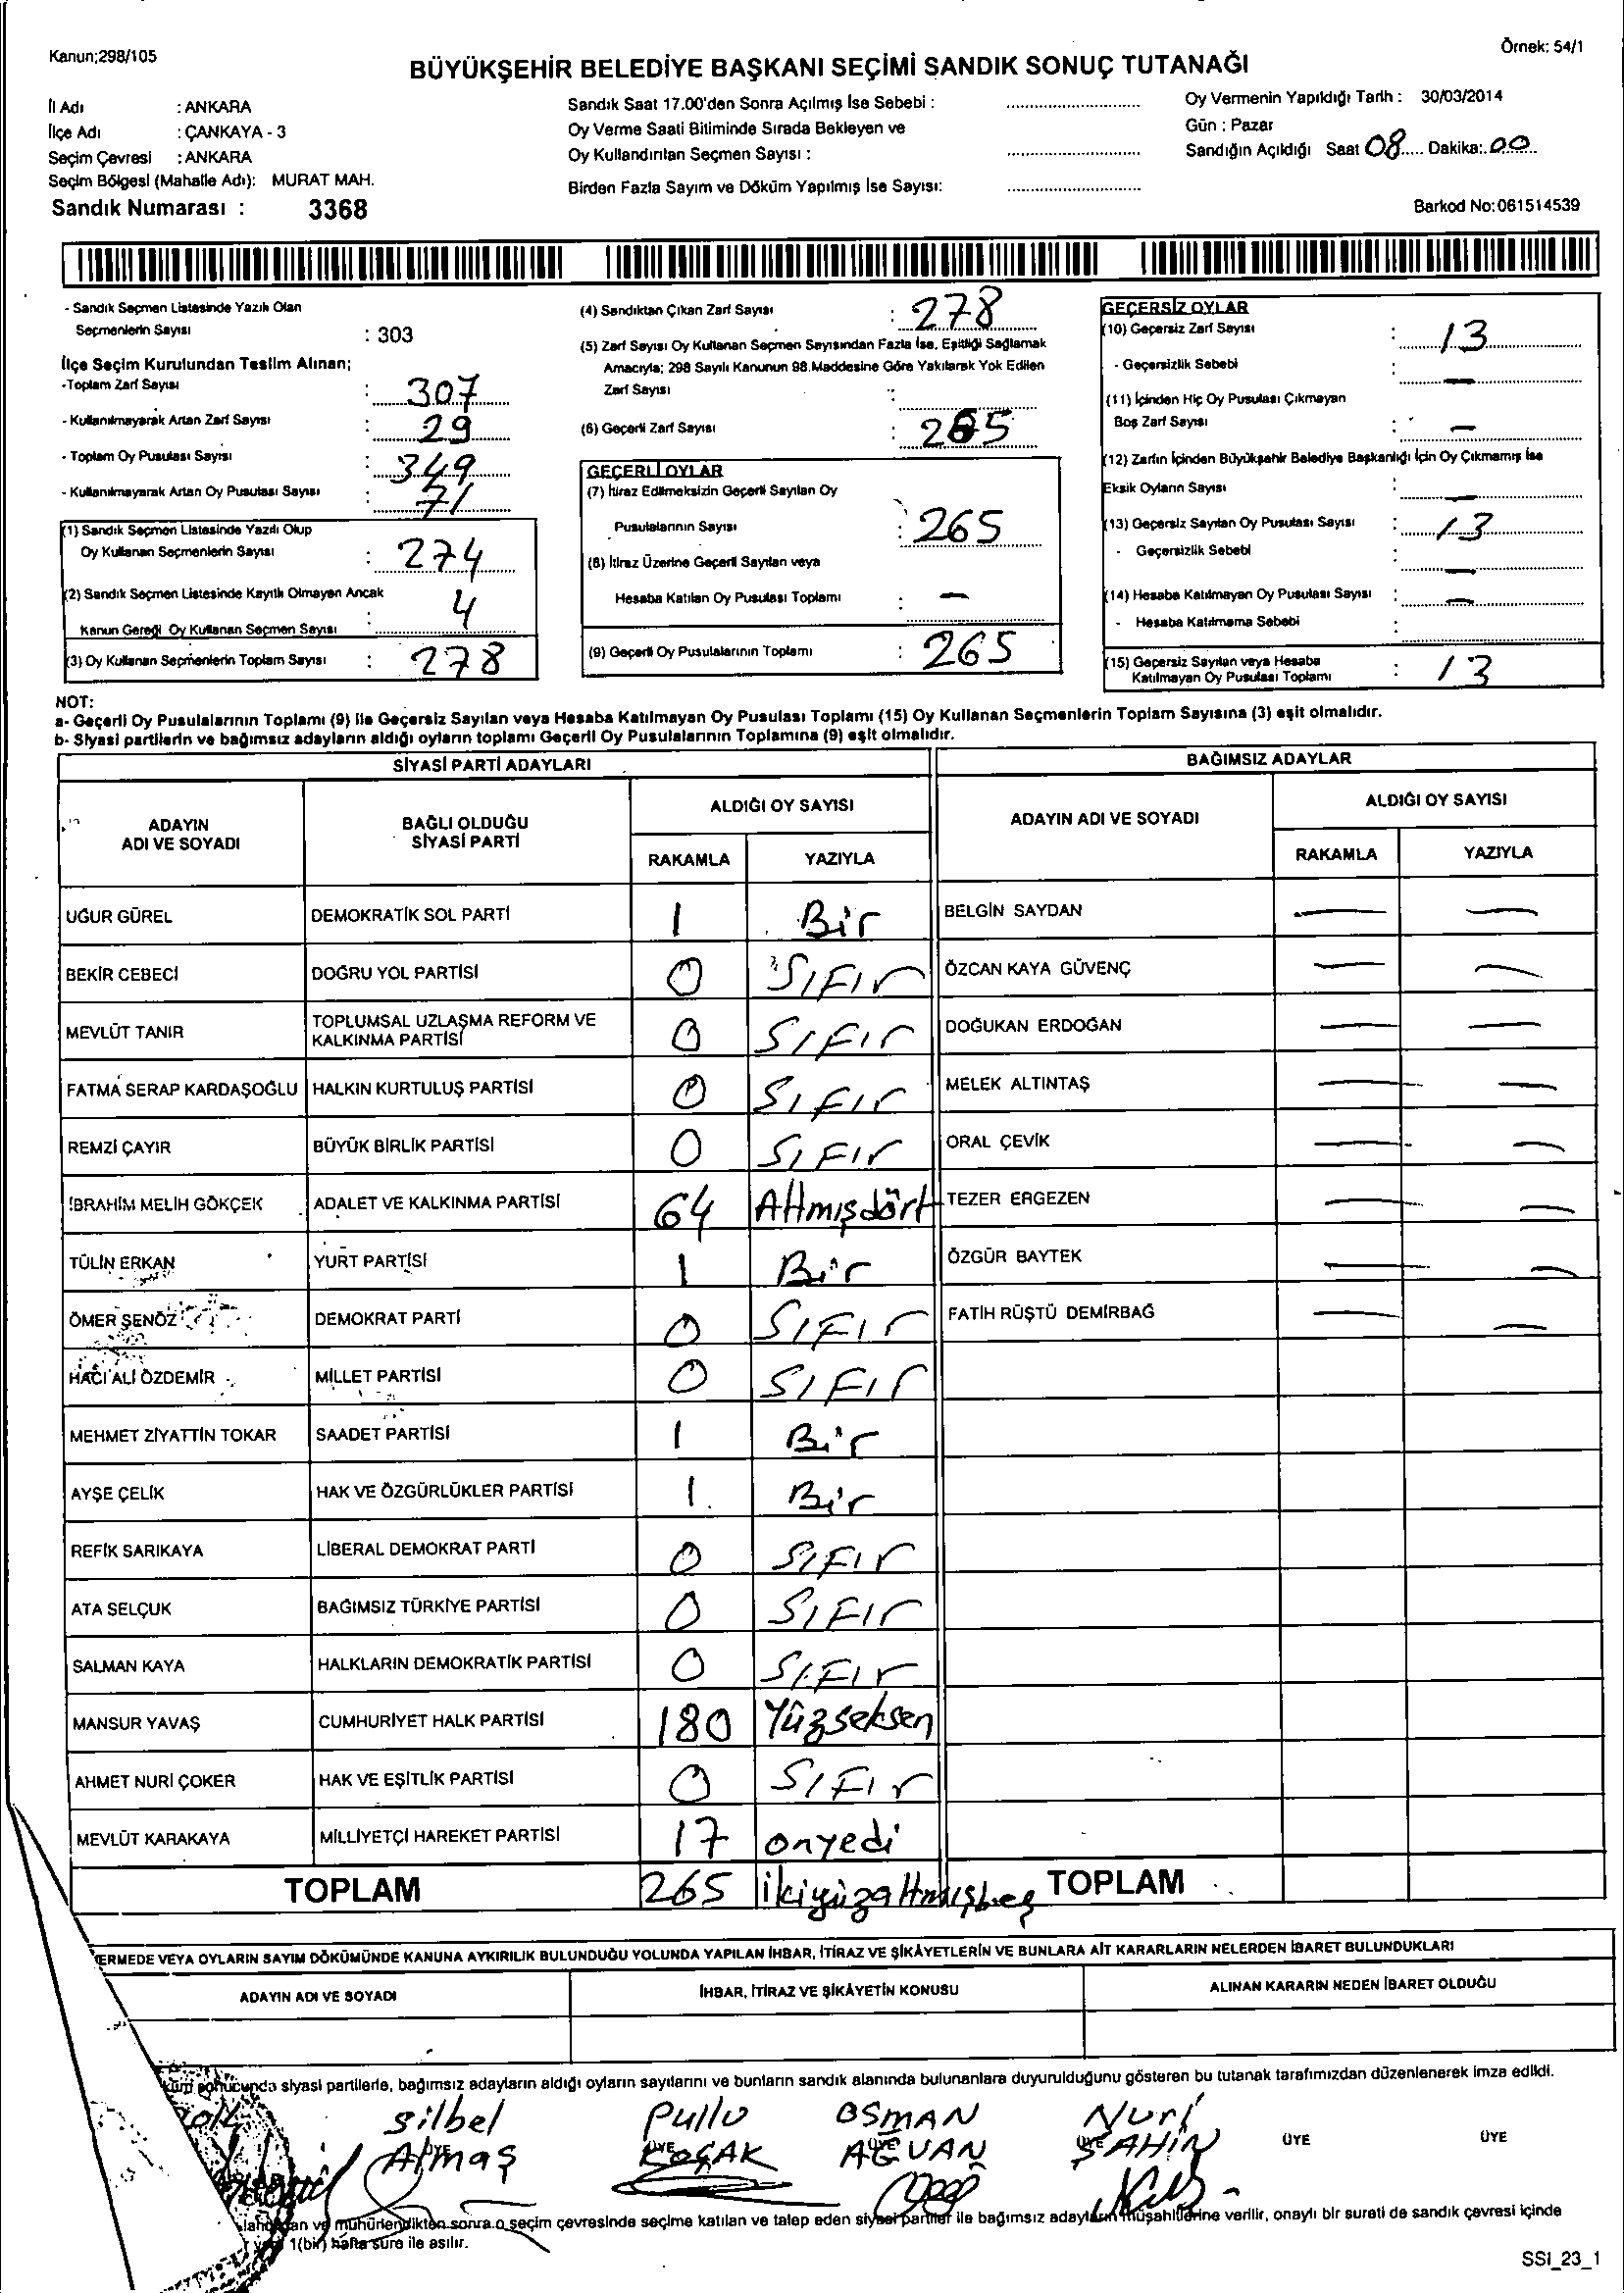 Kanun;298/105
Örnek: 54/1
BÜYÜKŞEHİR BELEDİYE BAŞKANI SEÇİMİ SANDIK SONUÇ TUTANAĞI
İl Adı : ANKARA
İlçe Adı : ÇANKAYA - 3
Seçim Çevresi : ANKARA
Seçim Bölgesi (Mahalle Adı): MURAT MAH.
Sandık Numarası : 3368
Sandık Saat 17.00'den Sonra Açılmış İse Sebebi :
Oy Verme Saati Bitiminde Sırada Bekleyen ve
Oy Kullandırılan Seçmen Sayısı :
Birden Fazla Sayım ve Döküm Yapılmış İse Sayısı:
Oy Vermenin Yapıldığı Tarih : 30/03/2014
Gün : Pazar
Sandığın Açıldığı Saat 08 Dakika: 00
Barkod No:061514539
- Sandık Seçmen Listesinde Yazılı Olan
Seçmenlerin Sayısı : 303
İlçe Seçim Kurulundan Teslim Alınan;
-Toplam Zarf Sayısı : 307
- Kullanılmayarak Artan Zarf Sayısı : 29
- Toplam Oy Pusulası Sayısı : 349
- Kullanılmayarak Artan Oy Pusulası Sayısı : 71
(1) Sandık Seçmen Listesinde Yazılı Olup
Oy Kullanan Seçmenlerin Sayısı : 274
(2) Sandık Seçmen Listesinde Kayıtlı Olmayan Ancak
Kanun Gereği Oy Kullanan Seçmen Sayısı : 4
(3) Oy Kullanan Seçmenlerin Toplam Sayısı : 278
(4) Sandıktan Çıkan Zarf Sayısı : 278
(5) Zarf Sayısı Oy Kullanan Seçmen Sayısından Fazla İse, Eşitliği Sağlamak
Amacıyla; 298 Sayılı Kanunun 98.Maddesine Göre Yakılarak Yok Edilen
Zarf Sayısı :
(6) Geçerli Zarf Sayısı : 265
GEÇERLİ OYLAR
(7) İtiraz Edilmeksizin Geçerli Sayılan Oy
Pusulalarının Sayısı : 265
(8) İtiraz Üzerine Geçerli Sayılan veya
Hesaba Katılan Oy Pusulası Toplamı : -
(9) Geçerli Oy Pusulalarının Toplamı : 265
GEÇERSİZ OYLAR
(10) Geçersiz Zarf Sayısı : 13
- Geçersizlik Sebebi : -
(11) İçinden Hiç Oy Pusulası Çıkmayan
Boş Zarf Sayısı : -
(12) Zarfın İçinden Büyükşehir Belediye Başkanlığı İçin Oy Çıkmamış İse
Eksik Oyların Sayısı : -
(13) Geçersiz Sayılan Oy Pusulası Sayısı : 13
- Geçersizlik Sebebi : -
(14) Hesaba Katılmayan Oy Pusulası Sayısı : -
- Hesaba Katılmama Sebebi :
(15) Geçersiz Sayılan veya Hesaba
Katılmayan Oy Pusulası Toplamı : 13
NOT:
a- Geçerli Oy Pusulalarının Toplamı (9) ile Geçersiz Sayılan veya Hesaba Katılmayan Oy Pusulası Toplamı (15) Oy Kullanan Seçmenlerin Toplam Sayısına (3) eşit olmalıdır.
b- Siyasi partilerin ve bağımsız adayların aldığı oyların toplamı Geçerli Oy Pusulalarının Toplamına (9) eşit olmalıdır.
SİYASİ PARTİ ADAYLARI BAĞIMSIZ ADAYLAR
ADAYIN
ADI VE SOYADI
BAĞLI OLDUĞU
SİYASİ PARTİ
ALDIĞI OY SAYISI
RAKAMLA YAZIYLA
ADAYIN ADI VE SOYADI
ALDIĞI OY SAYISI
RAKAMLA YAZIYLA
UĞUR GÜREL DEMOKRATİK SOL PARTİ 1 Bir BELGİN SAYDAN — —
BEKİR CEBECİ DOĞRU YOL PARTİSİ 0 SIFIr ÖZCAN KAYA GÜVENÇ — —
MEVLÜT TANIR TOPLUMSAL UZLAŞMA REFORM VE
KALKINMA PARTİSİ 0 SIFIr DOĞUKAN ERDOĞAN — —
FATMA SERAP KARDAŞOĞLU HALKIN KURTULUŞ PARTİSİ 0 SIFIr MELEK ALTINTAŞ — —
REMZİ ÇAYIR BÜYÜK BİRLİK PARTİSİ 0 SIFIr ORAL ÇEVİK — —
İBRAHİM MELİH GÖKÇEK ADALET VE KALKINMA PARTİSİ 64 Altmışdört TEZER ERGEZEN — —
TÜLİN ERKAN YURT PARTİSİ 1 Bir ÖZGÜR BAYTEK — —
ÖMER ŞENÖZ DEMOKRAT PARTİ 0 SIFIr FATİH RÜŞTÜ DEMİRBAĞ — —
HACI ALİ ÖZDEMİR MİLLET PARTİSİ 0 SIFIr
MEHMET ZİYATTİN TOKAR SAADET PARTİSİ 1 Bir
AYŞE ÇELİK HAK VE ÖZGÜRLÜKLER PARTİSİ 1 Bir
REFİK SARIKAYA LİBERAL DEMOKRAT PARTİ 0 SIFIr
ATA SELÇUK BAĞIMSIZ TÜRKİYE PARTİSİ 0 SIFIr
SALMAN KAYA HALKLARIN DEMOKRATİK PARTİSİ 0 SIFIr
MANSUR YAVAŞ CUMHURİYET HALK PARTİSİ 180 Yüzseksen
AHMET NURİ ÇOKER HAK VE EŞİTLİK PARTİSİ 0 SIFIr
MEVLÜT KARAKAYA MİLLİYETÇİ HAREKET PARTİSİ 17 onyedi
TOPLAM 265 ikiyüzaltmışbeş TOPLAM
ERMEDE VEYA OYLARIN SAYIM DÖKÜMÜNDE KANUNA AYKIRILIK BULUNDUĞU YOLUNDA YAPILAN İHBAR, İTİRAZ VE ŞİKÂYETLERİN VE BUNLARA AİT KARARLARIN NELERDEN İBARET BULUNDUKLARI
ADAYIN ADI VE SOYADI İHBAR, İTİRAZ VE ŞİKÂYETİN KONUSU ALINAN KARARIN NEDEN İBARET OLDUĞU
sonucunda siyasi partilerle, bağımsız adayların aldığı oyların sayılarını ve bunların sandık alanında bulunanlara duyurulduğunu gösteren bu tutanak tarafımızdan düzenlenerek imza edildi.
Silbel Pullu OSMAN Nuri
Almaş KOÇAK AĞUAN ŞAHİN
ÜYE ÜYE ÜYE ÜYE ÜYE ÜYE
ve mühürlendikten sonra o seçim çevresinde seçime katılan ve talep eden siyasi partiler ile bağımsız adayların müşahitlerine verilir, onaylı bir sureti de sandık çevresi içinde
1(bir) hafta süre ile asılır.
SSI_23_1